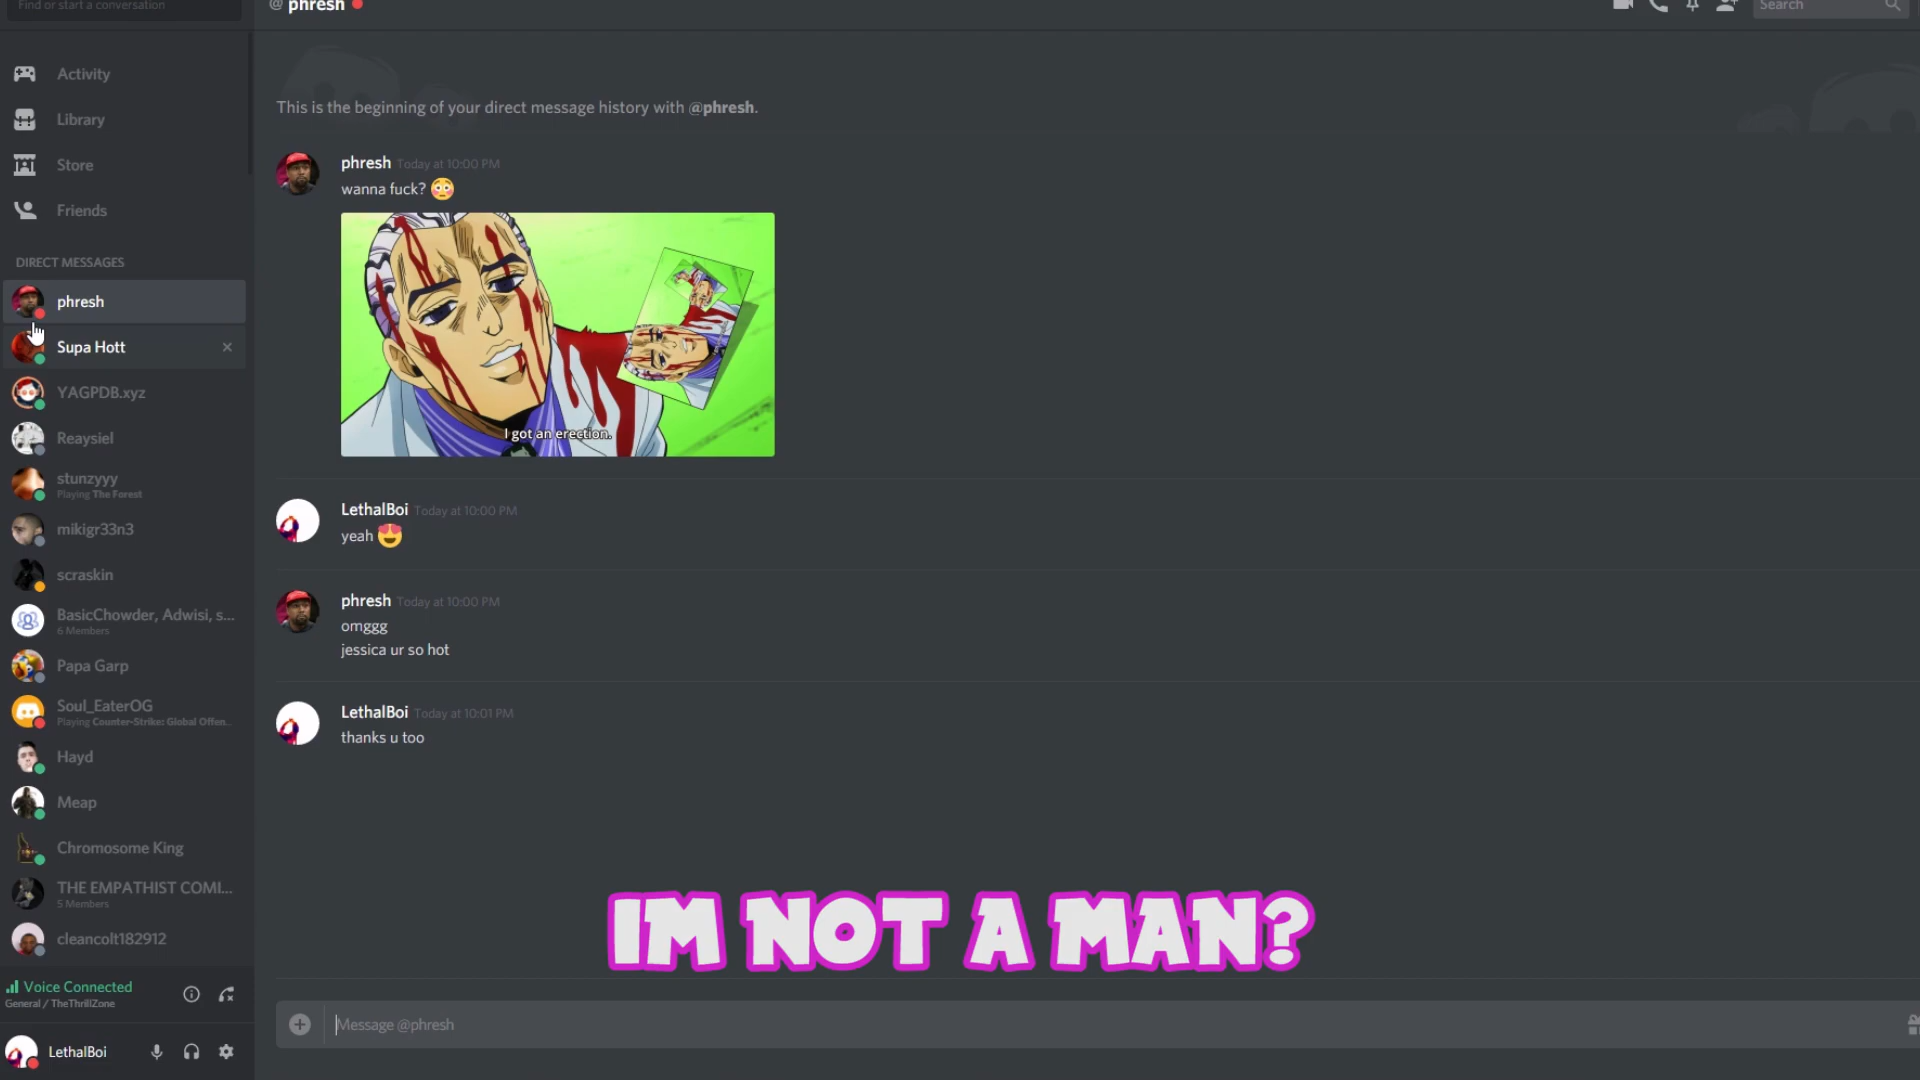 Find or start a conversation
@ phresh
Search
Activity
Library
Store
Friends
DIRECT MESSAGES
phresh
Supa Hott
YAGPDB.xyz
Reaysiel
stunzyyy
Playing The Forest
mikigr33n3
scraskin
BasicChowder, Adwisi, s...
6 Members
Papa Garp
Soul_EaterOG
Playing Counter-Strike: Global Offen...
Hayd
Meap
Chromosome King
THE EMPATHIST COMI...
5 Members
cleancolt182912
Voice Connected
General / TheThrillZone
LethalBoi
This is the beginning of your direct message history with @phresh.
phresh Today at 10:00 PM
wanna fuck? 😳
I got an erection.
LethalBoi Today at 10:00 PM
yeah 😍
phresh Today at 10:00 PM
omggg
jessica ur so hot
LethalBoi Today at 10:01 PM
thanks u too
IM NOT A MAN?
Message @phresh